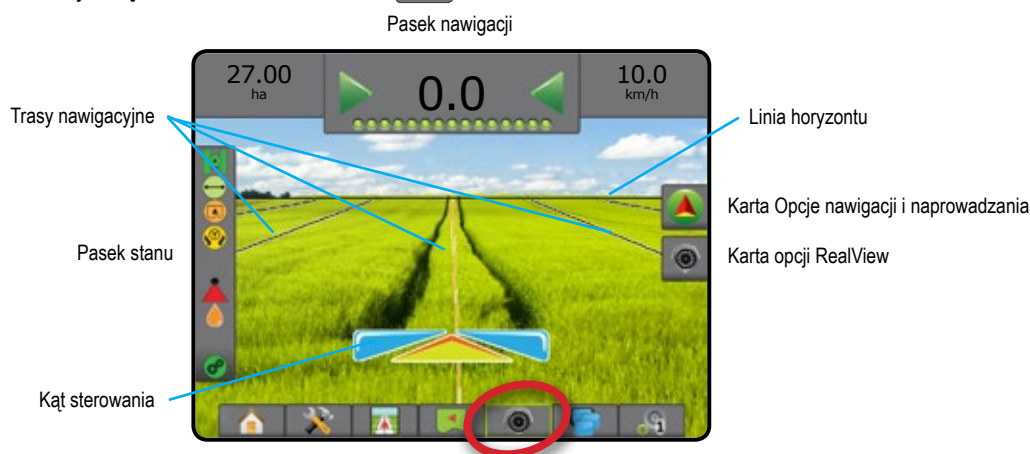 Pasek nawigacji
27.00
ha
0.0
10.0
km/h
Trasy nawigacyjne
Linia horyzontu
Karta Opcje nawigacji i naprowadzania
Pasek stanu
Karta opcji RealView
Kąt sterowania
1